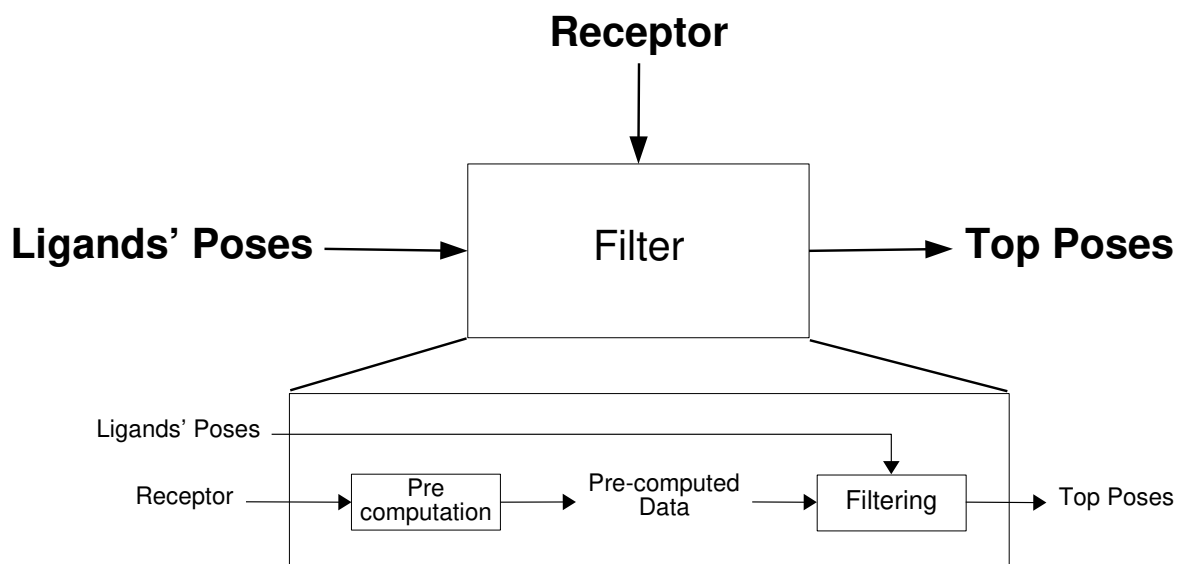 Receptor
Ligands’ Poses
Filter
Top Poses
Ligands’ Poses
Receptor
Pre
computation
Pre-computed
Data
Filtering
Top Poses